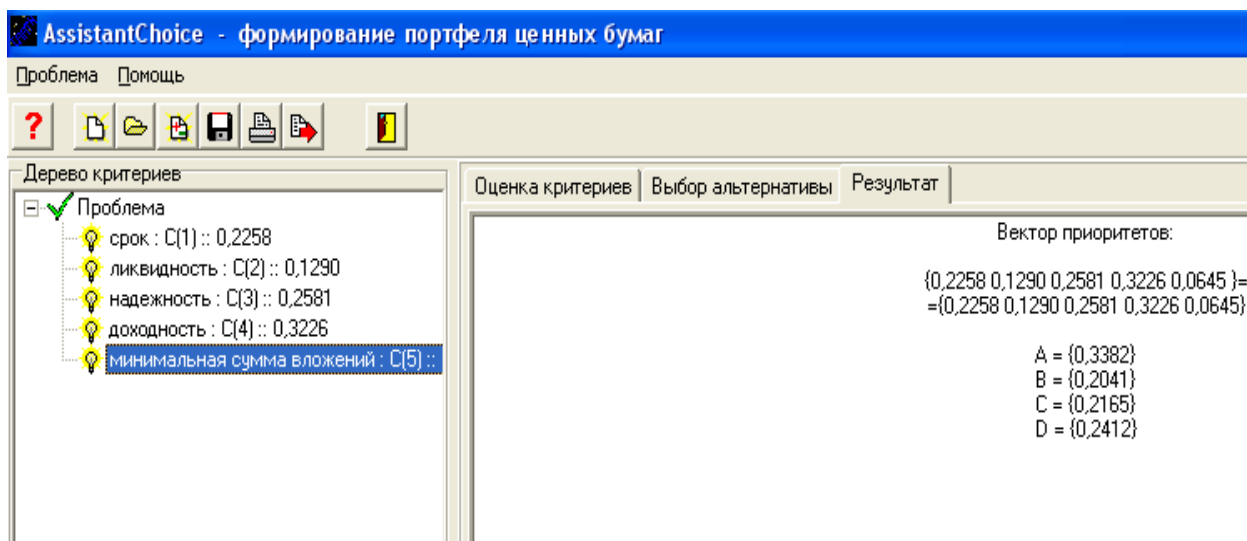 AssistantChoice - формирование портфеля ценных бумаг
Проблема Помощь
?
Дерево критериев
Проблема
срок : C(1) :: 0,2258
ликвидность : C(2) :: 0,1290
надежность : C(3) :: 0,2581
доходность : C(4) :: 0,3226
минимальная сумма вложений : C(5) ::
Оценка критериев Выбор альтернативы Результат
Вектор приоритетов:
{0,2258 0,1290 0,2581 0,3226 0,0645 }=
={0,2258 0,1290 0,2581 0,3226 0,0645}
A = {0,3382}
B = {0,2041}
C = {0,2165}
D = {0,2412}